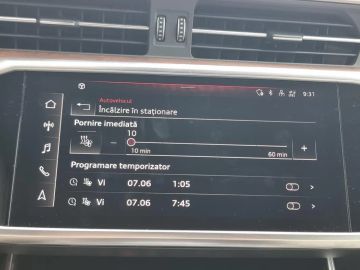 9:31
Autovehicul
Încălzire în staționare
Pornire imediată
10
− +
10 min 60 min
Programare temporizator
Vi 07.06 1:05 >
Vi 07.06 7:45 >